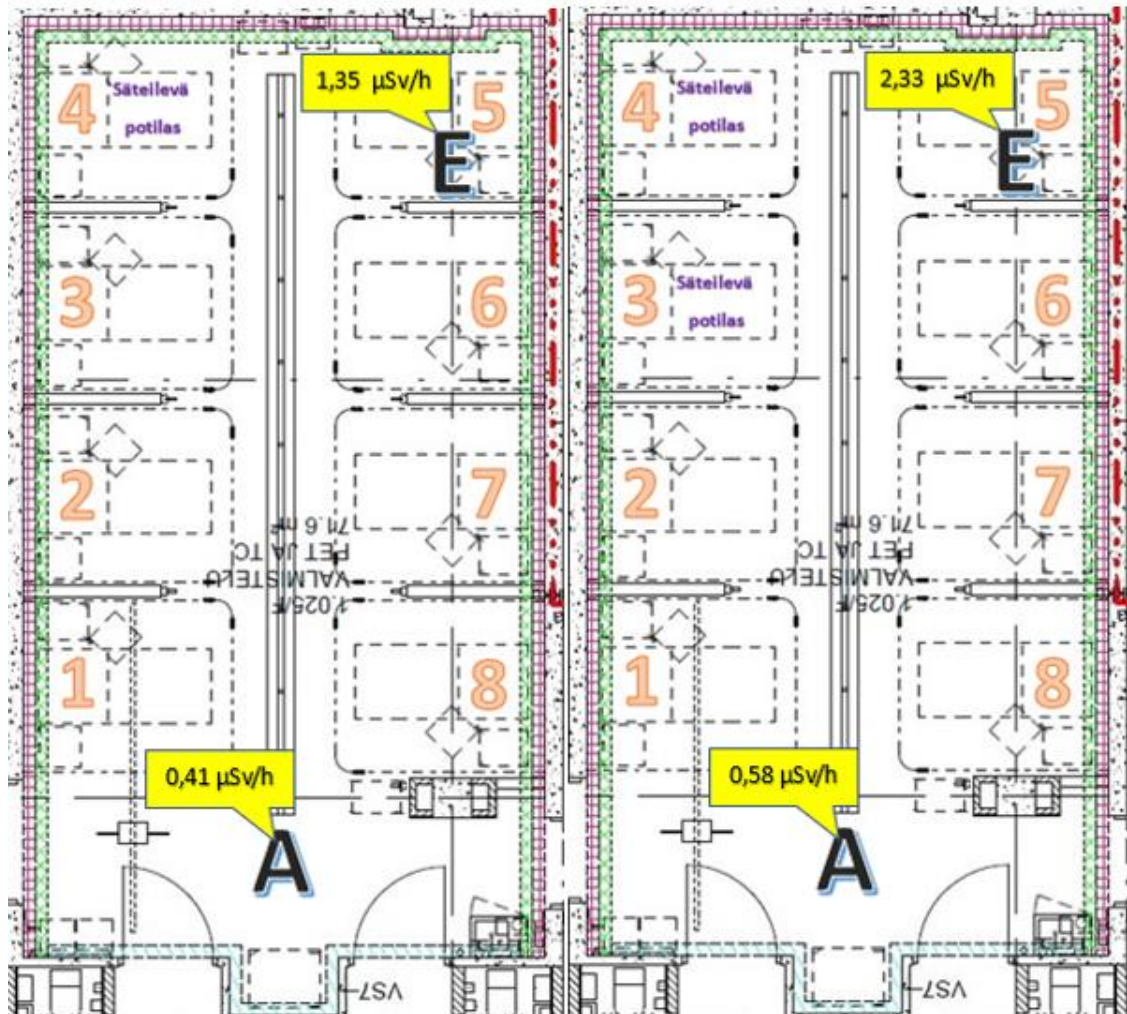 1,35 µSv/h
4
Säteilevä
potilas
5
E
3
6
2
7
71.6 m²
PET JA TC
VALMISTELU
1.025/F
1
8
0,41 µSv/h
A
VS7
2,33 µSv/h
4
Säteilevä
potilas
5
E
3
Säteilevä
potilas
6
2
7
71.6 m²
PET JA TC
VALMISTELU
1.025/F
1
8
0,58 µSv/h
A
VS7